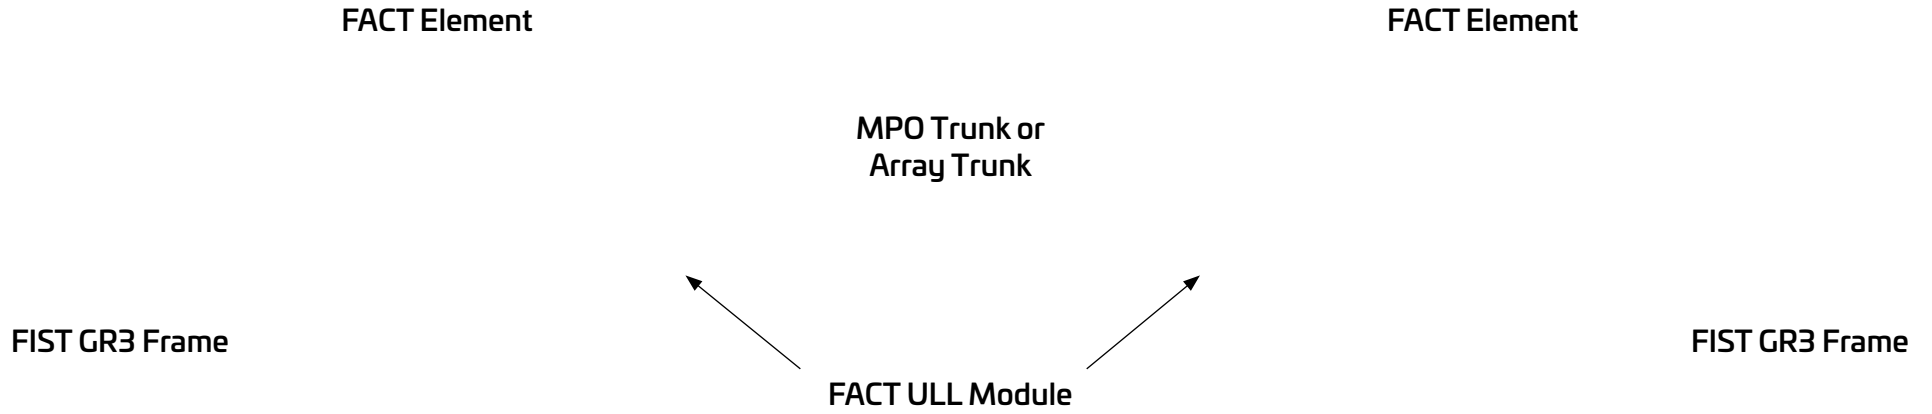 FACT Element
FACT Element
MPO Trunk or
Array Trunk
FIST GR3 Frame
FIST GR3 Frame
FACT ULL Module